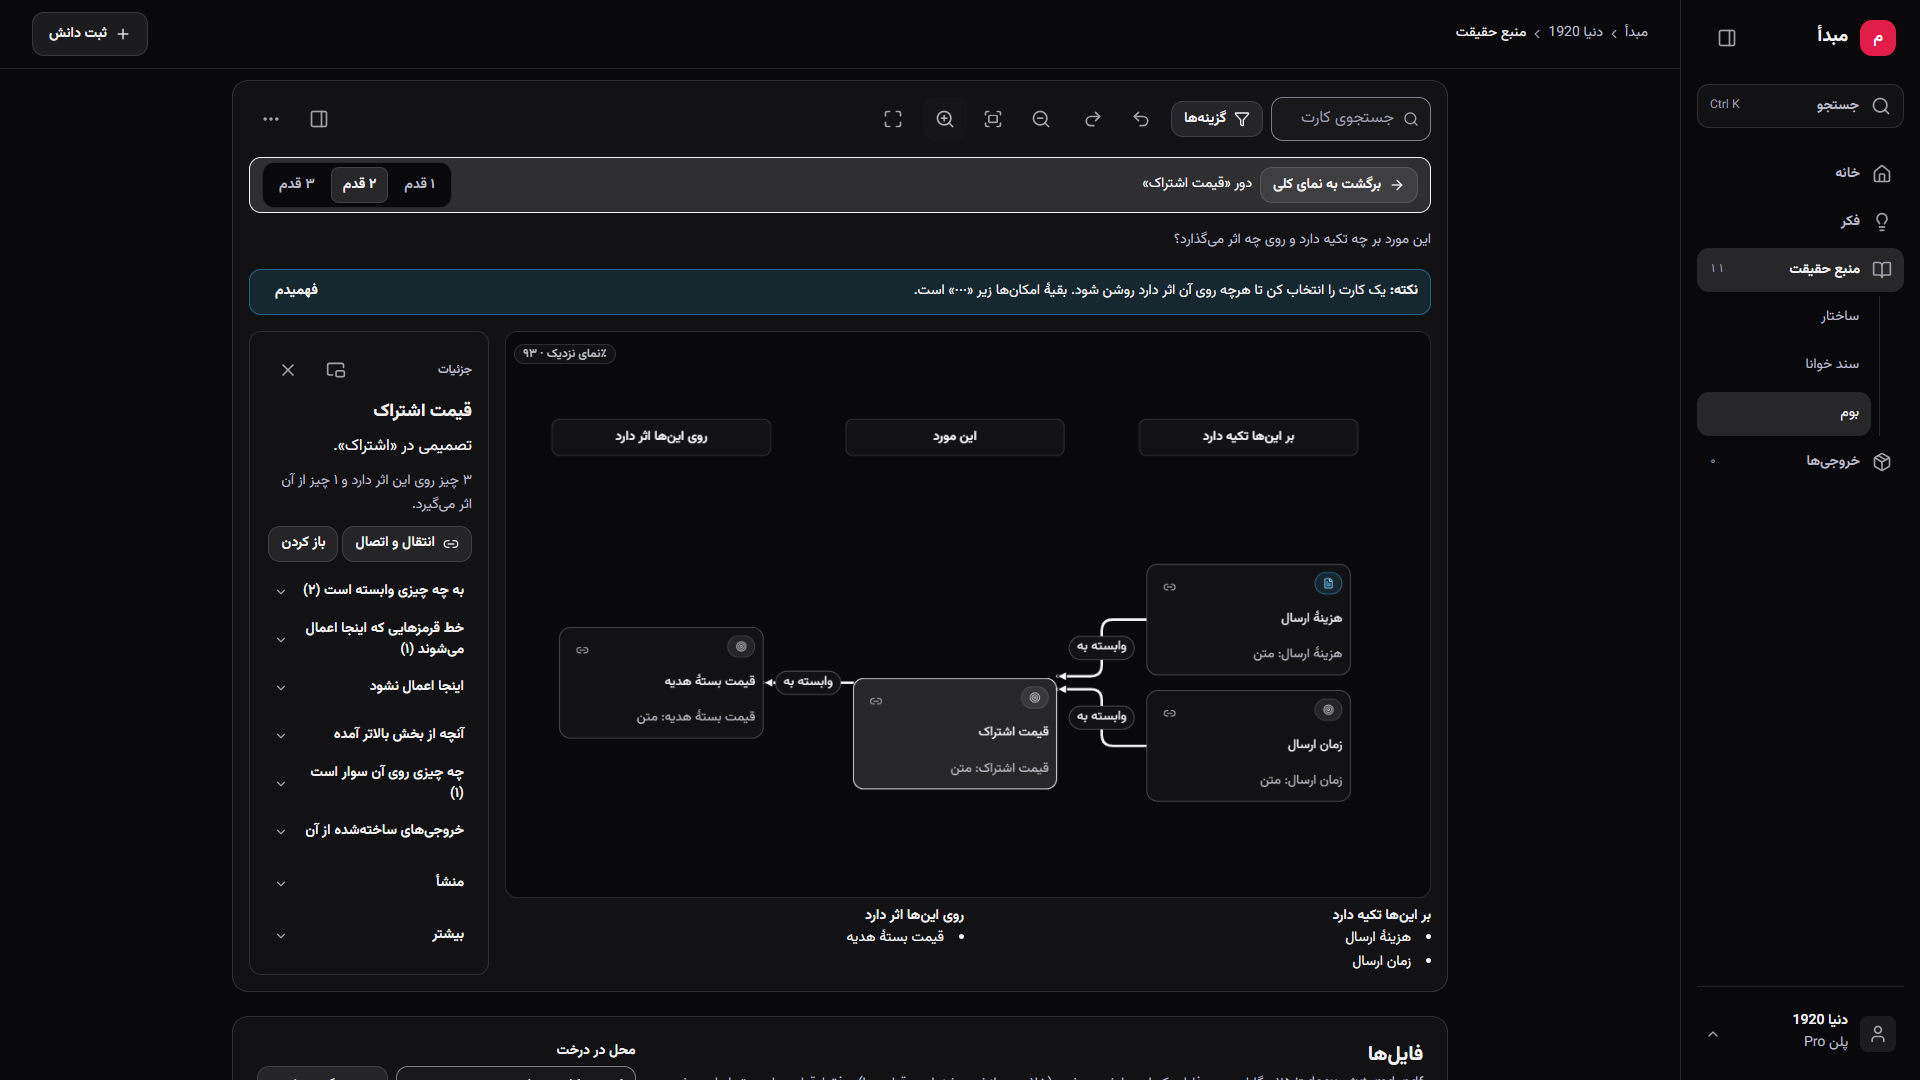 مبدأ
م
جستجو
Ctrl K
خانه
فکر
منبع حقیقت
۱۱
ساختار
سند خوانا
بوم
خروجی‌ها
۰
دنیا 1920
پلن Pro
مبدأ › دنیا 1920 › منبع حقیقت
ثبت دانش
جستجوی کارت
گزینه‌ها
برگشت به نمای کلی
دور «قیمت اشتراک»
۱ قدم
۲ قدم
۳ قدم
این مورد بر چه تکیه دارد و روی چه اثر می‌گذارد؟
نکته: یک کارت را انتخاب کن تا هرچه روی آن اثر دارد روشن شود. بقیهٔ امکان‌ها زیر «···» است.
فهمیدم
٪نمای نزدیک · ۹۳
بر این‌ها تکیه دارد
این مورد
روی این‌ها اثر دارد
هزینهٔ ارسال
هزینهٔ ارسال: متن
وابسته به
زمان ارسال
زمان ارسال: متن
وابسته به
قیمت اشتراک
قیمت اشتراک: متن
وابسته به
قیمت بستهٔ هدیه
قیمت بستهٔ هدیه: متن
بر این‌ها تکیه دارد
• هزینهٔ ارسال
• زمان ارسال
روی این‌ها اثر دارد
• قیمت بستهٔ هدیه
جزئیات
قیمت اشتراک
تصمیمی در «اشتراک».
۳ چیز روی این اثر دارد و ۱ چیز از آن
اثر می‌گیرد.
انتقال و اتصال
باز کردن
به چه چیزی وابسته است (۲)
خط قرمزهایی که اینجا اعمال
می‌شوند (۱)
اینجا اعمال نشود
آنچه از بخش بالاتر آمده
چه چیزی روی آن سوار است
(۱)
خروجی‌های ساخته‌شده از آن
منشأ
بیشتر
فایل‌ها
محل در درخت